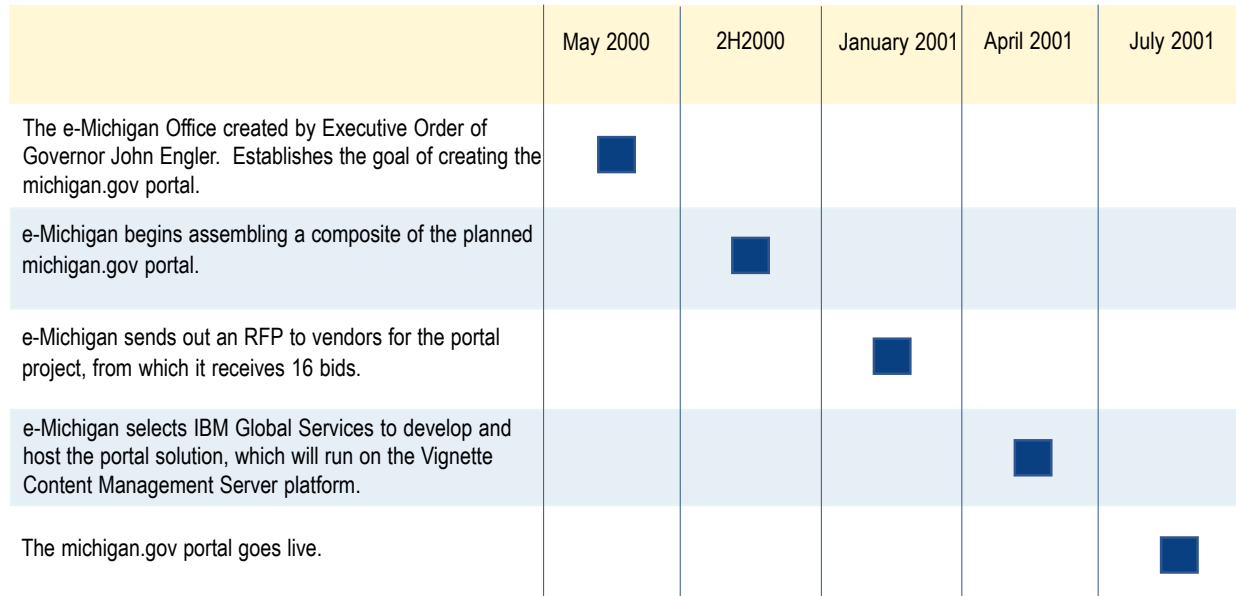 May 2000 2H2000 January 2001 April 2001 July 2001
The e-Michigan Office created by Executive Order of
Governor John Engler. Establishes the goal of creating the
michigan.gov portal.
e-Michigan begins assembling a composite of the planned
michigan.gov portal.
e-Michigan sends out an RFP to vendors for the portal
project, from which it receives 16 bids.
e-Michigan selects IBM Global Services to develop and
host the portal solution, which will run on the Vignette
Content Management Server platform.
The michigan.gov portal goes live.